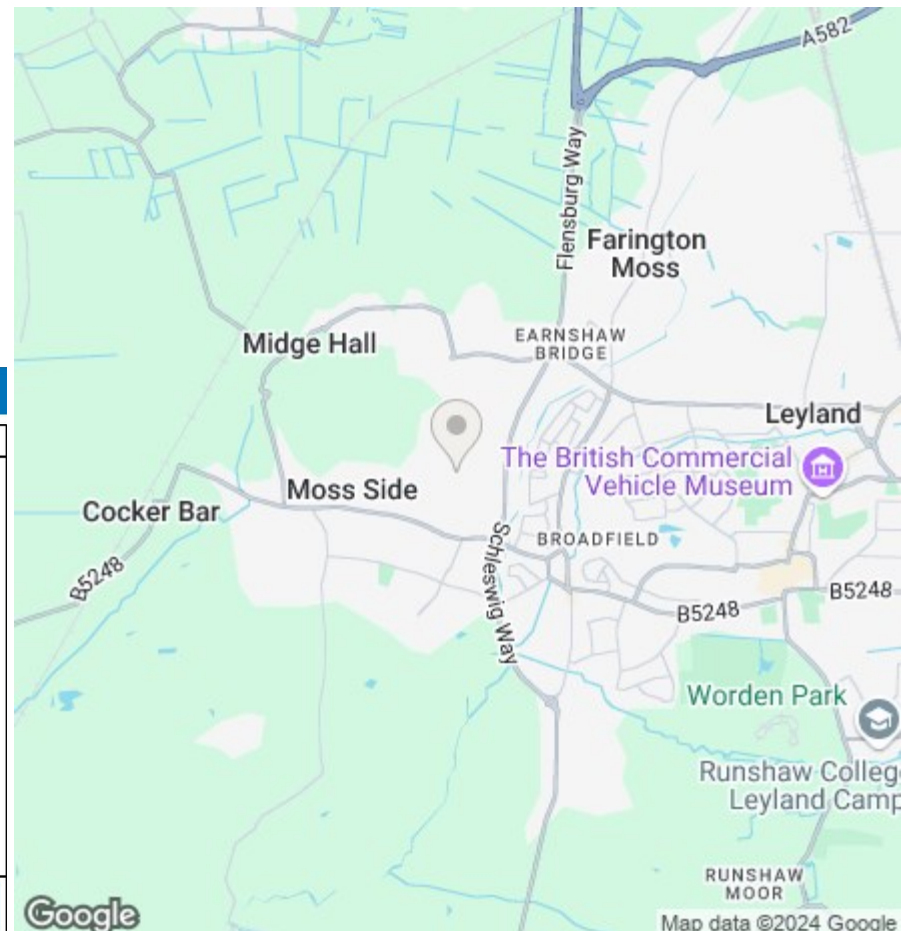 A582
Flensburg Way
Farington
Moss
EARNSHAW
BRIDGE
Midge Hall
Leyland
The British Commercial
Vehicle Museum
Moss Side
Cocker Bar
BROADFIELD
Schleswig Way
B5248
B5248
B5248
Worden Park
Runshaw Colleg
Leyland Camp
RUNSHAW
MOOR
Google
Map data ©2024 Google